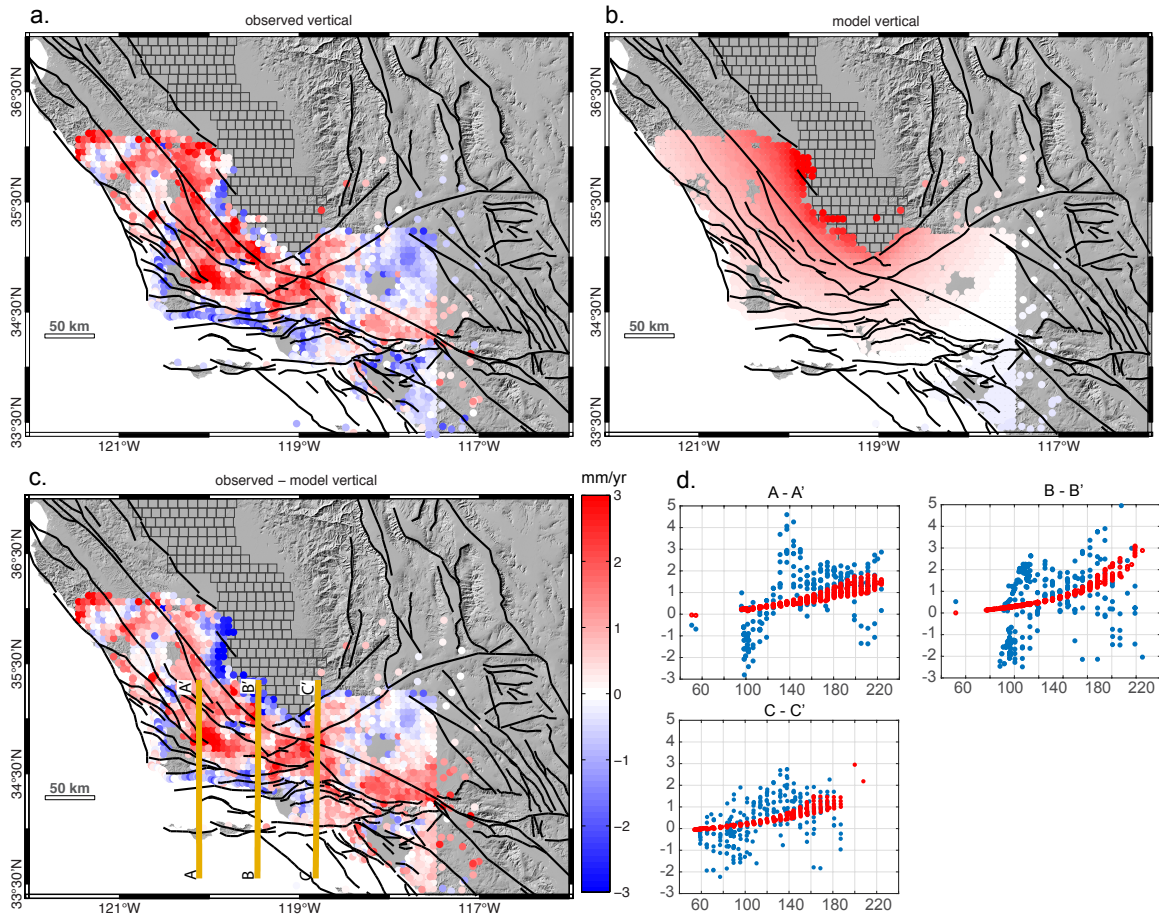 a.
observed vertical
36°30'N
35°30'N
34°30'N
33°30'N
50 km
121°W
119°W
117°W
b.
model vertical
36°30'N
35°30'N
34°30'N
33°30'N
50 km
121°W
119°W
117°W
c.
observed − model vertical
36°30'N
35°30'N
34°30'N
33°30'N
50 km
A'
B'
C'
A
B
C
121°W
119°W
117°W
mm/yr
3
2
1
0
−1
−2
−3
d.
A - A'
5
4
3
2
1
0
-1
-2
-3
60
100
140
180
220
B - B'
5
4
3
2
1
0
-1
-2
-3
60
100
140
180
220
C - C'
5
4
3
2
1
0
-1
-2
-3
60
100
140
180
220